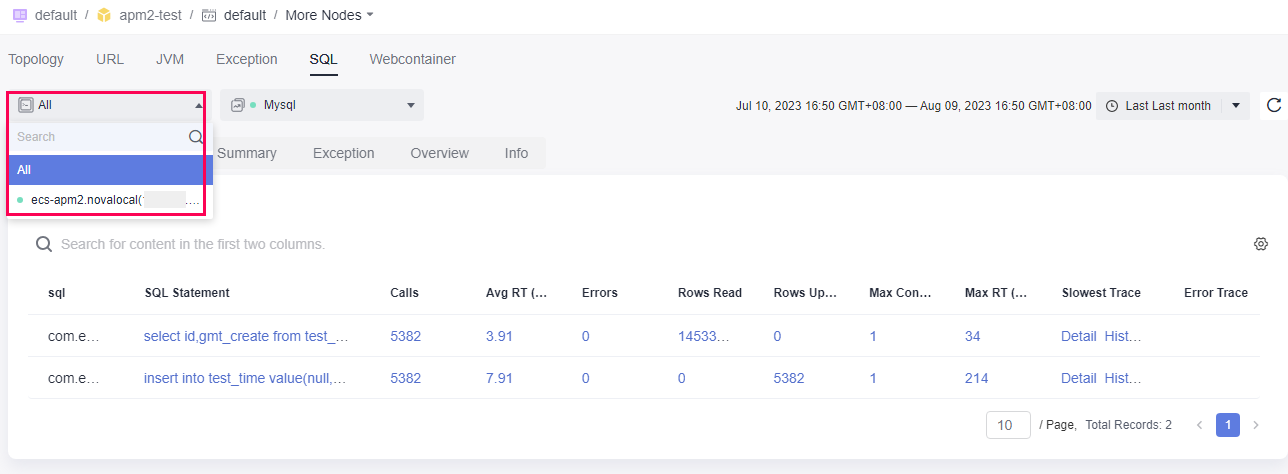 default / apm2-test / default / More Nodes
Topology URL JVM Exception SQL Webcontainer
All Mysql Jul 10, 2023 16:50 GMT+08:00 — Aug 09, 2023 16:50 GMT+08:00 Last Last month
Search
Summary Exception Overview Info
All
ecs-apm2.novalocal( ....
Search for content in the first two columns.
sql SQL Statement Calls Avg RT (... Errors Rows Read Rows Up... Max Con... Max RT (... Slowest Trace Error Trace
com.e... select id,gmt_create from test_... 5382 3.91 0 14533... 0 1 34 Detail Hist...
com.e... insert into test_time value(null,... 5382 7.91 0 0 5382 1 214 Detail Hist...
10 / Page, Total Records: 2 < 1 >